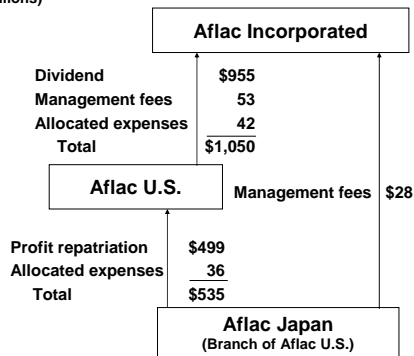 Aflac Incorporated
Dividend $955
Management fees 53
Allocated expenses 42
Total $1,050
Aflac U.S.
Management fees $28
Profit repatriation $499
Allocated expenses 36
Total $535
Aflac Japan
(Branch of Aflac U.S.)